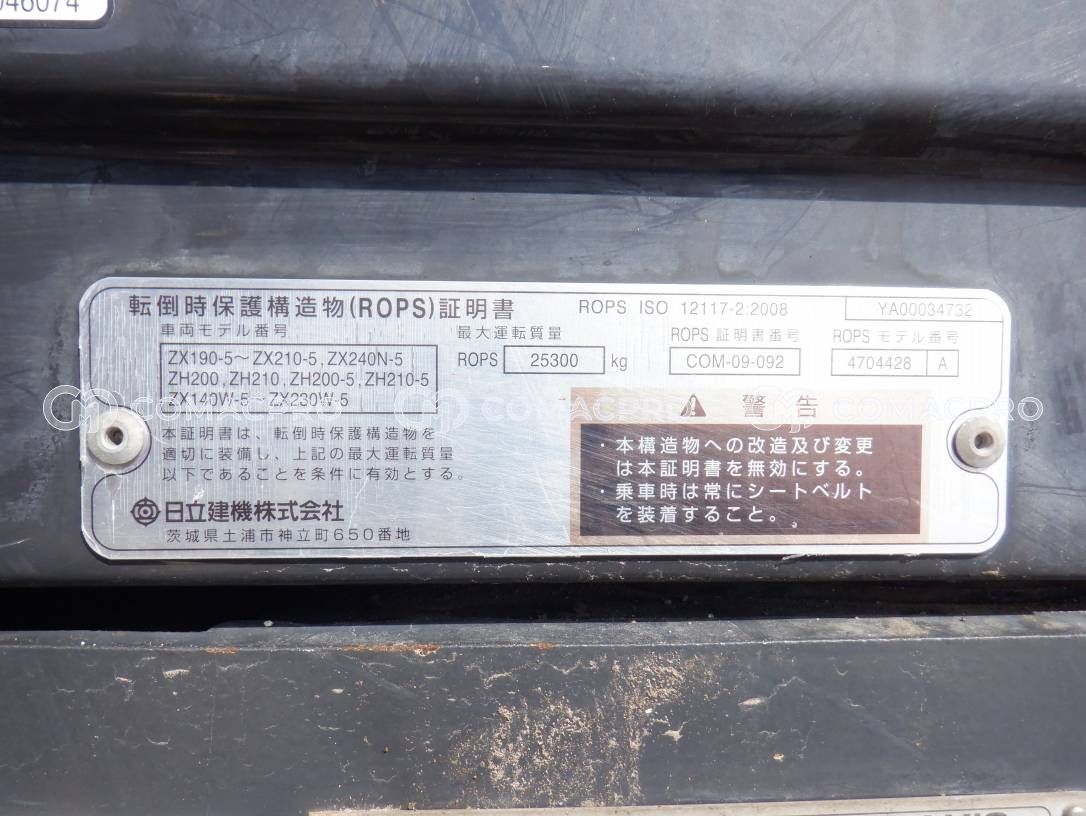 046074
転倒時保護構造物(ROPS)証明書 ROPS ISO 12117-2:2008 YA00034732
車両モデル番号 最大運転質量 ROPS 証明書番号 ROPS モデル番号
ZX190-5～ZX210-5, ZX240N-5 ROPS 25300 kg COM-09-092 4704428 A
ZH200, ZH210, ZH200-5, ZH210-5
ZX140W-5～ZX230W-5
COMACPRO COMACPRO COMACPRO
警告
本証明書は、転倒時保護構造物を
適切に装備し、上記の最大運転質量
以下であることを条件に有効とする。
・本構造物への改造及び変更
は本証明書を無効にする。
・乗車時は常にシートベルト
を装着すること。
日立建機株式会社
茨城県土浦市神立町650番地